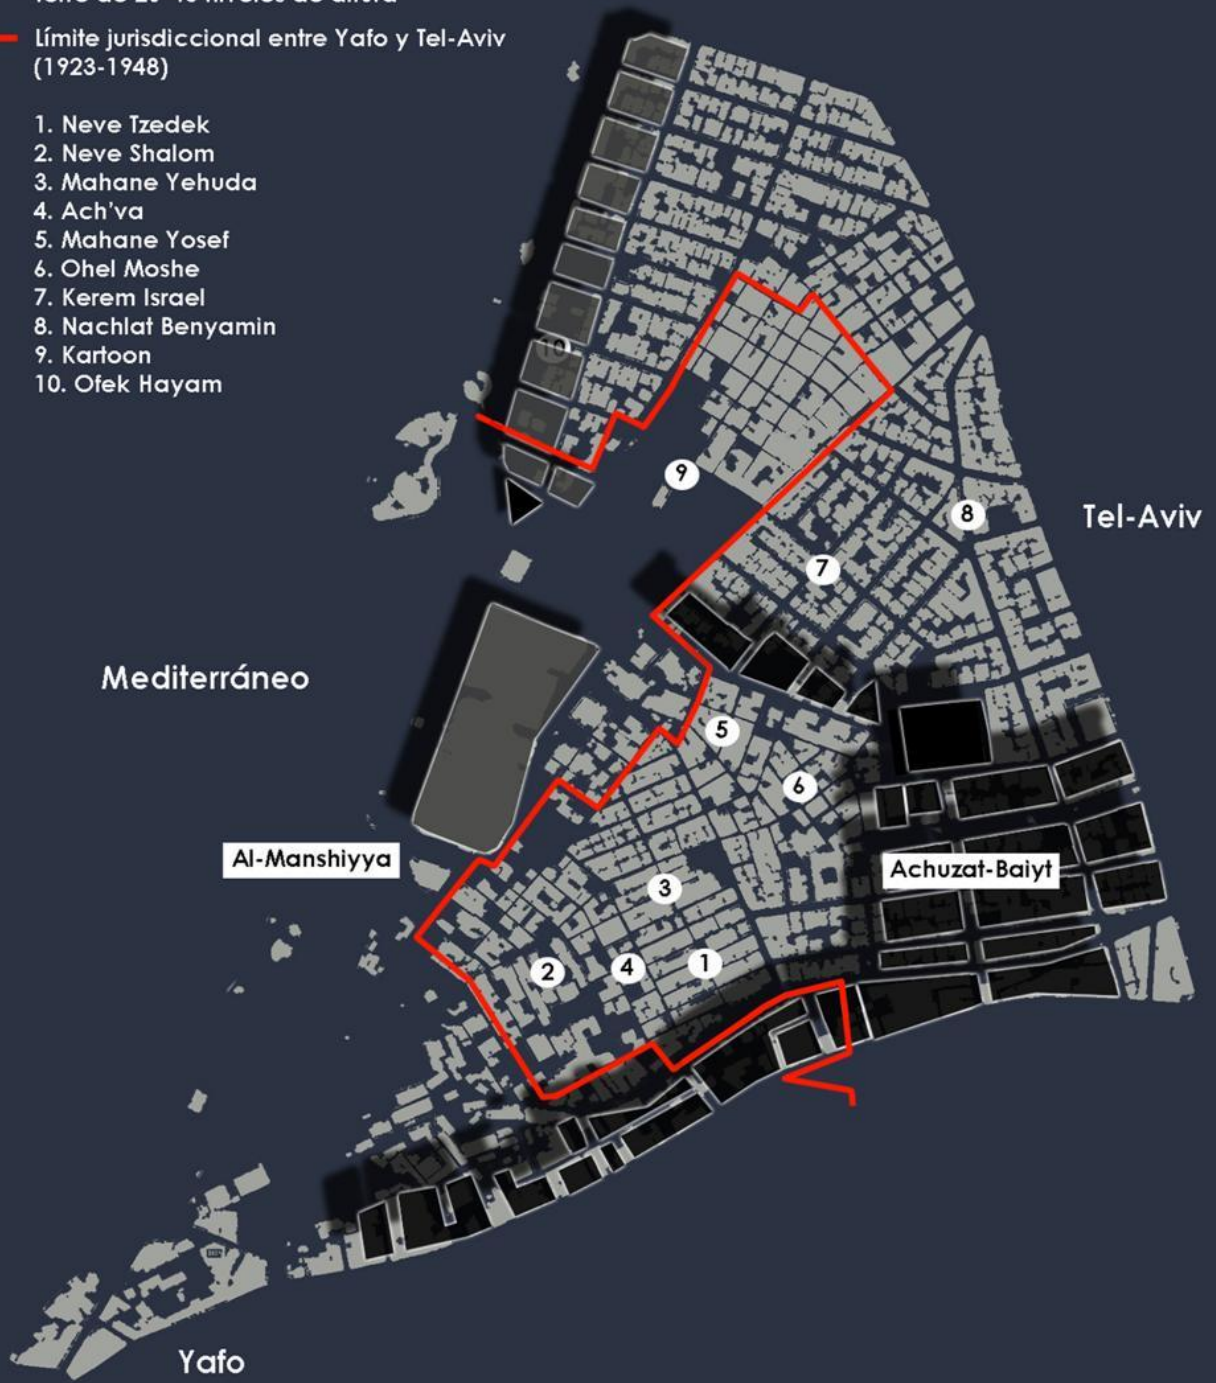 Límite jurisdiccional entre Yafo y Tel-Aviv
(1923-1948)
1. Neve Tzedek
2. Neve Shalom
3. Mahane Yehuda
4. Ach'va
5. Mahane Yosef
6. Ohel Moshe
7. Kerem Israel
8. Nachlat Benyamin
9. Kartoon
10. Ofek Hayam
10
9
8
Tel-Aviv
7
Mediterráneo
5
6
Al-Manshiyya
Achuzat-Baiyt
3
2
4
1
Yafo